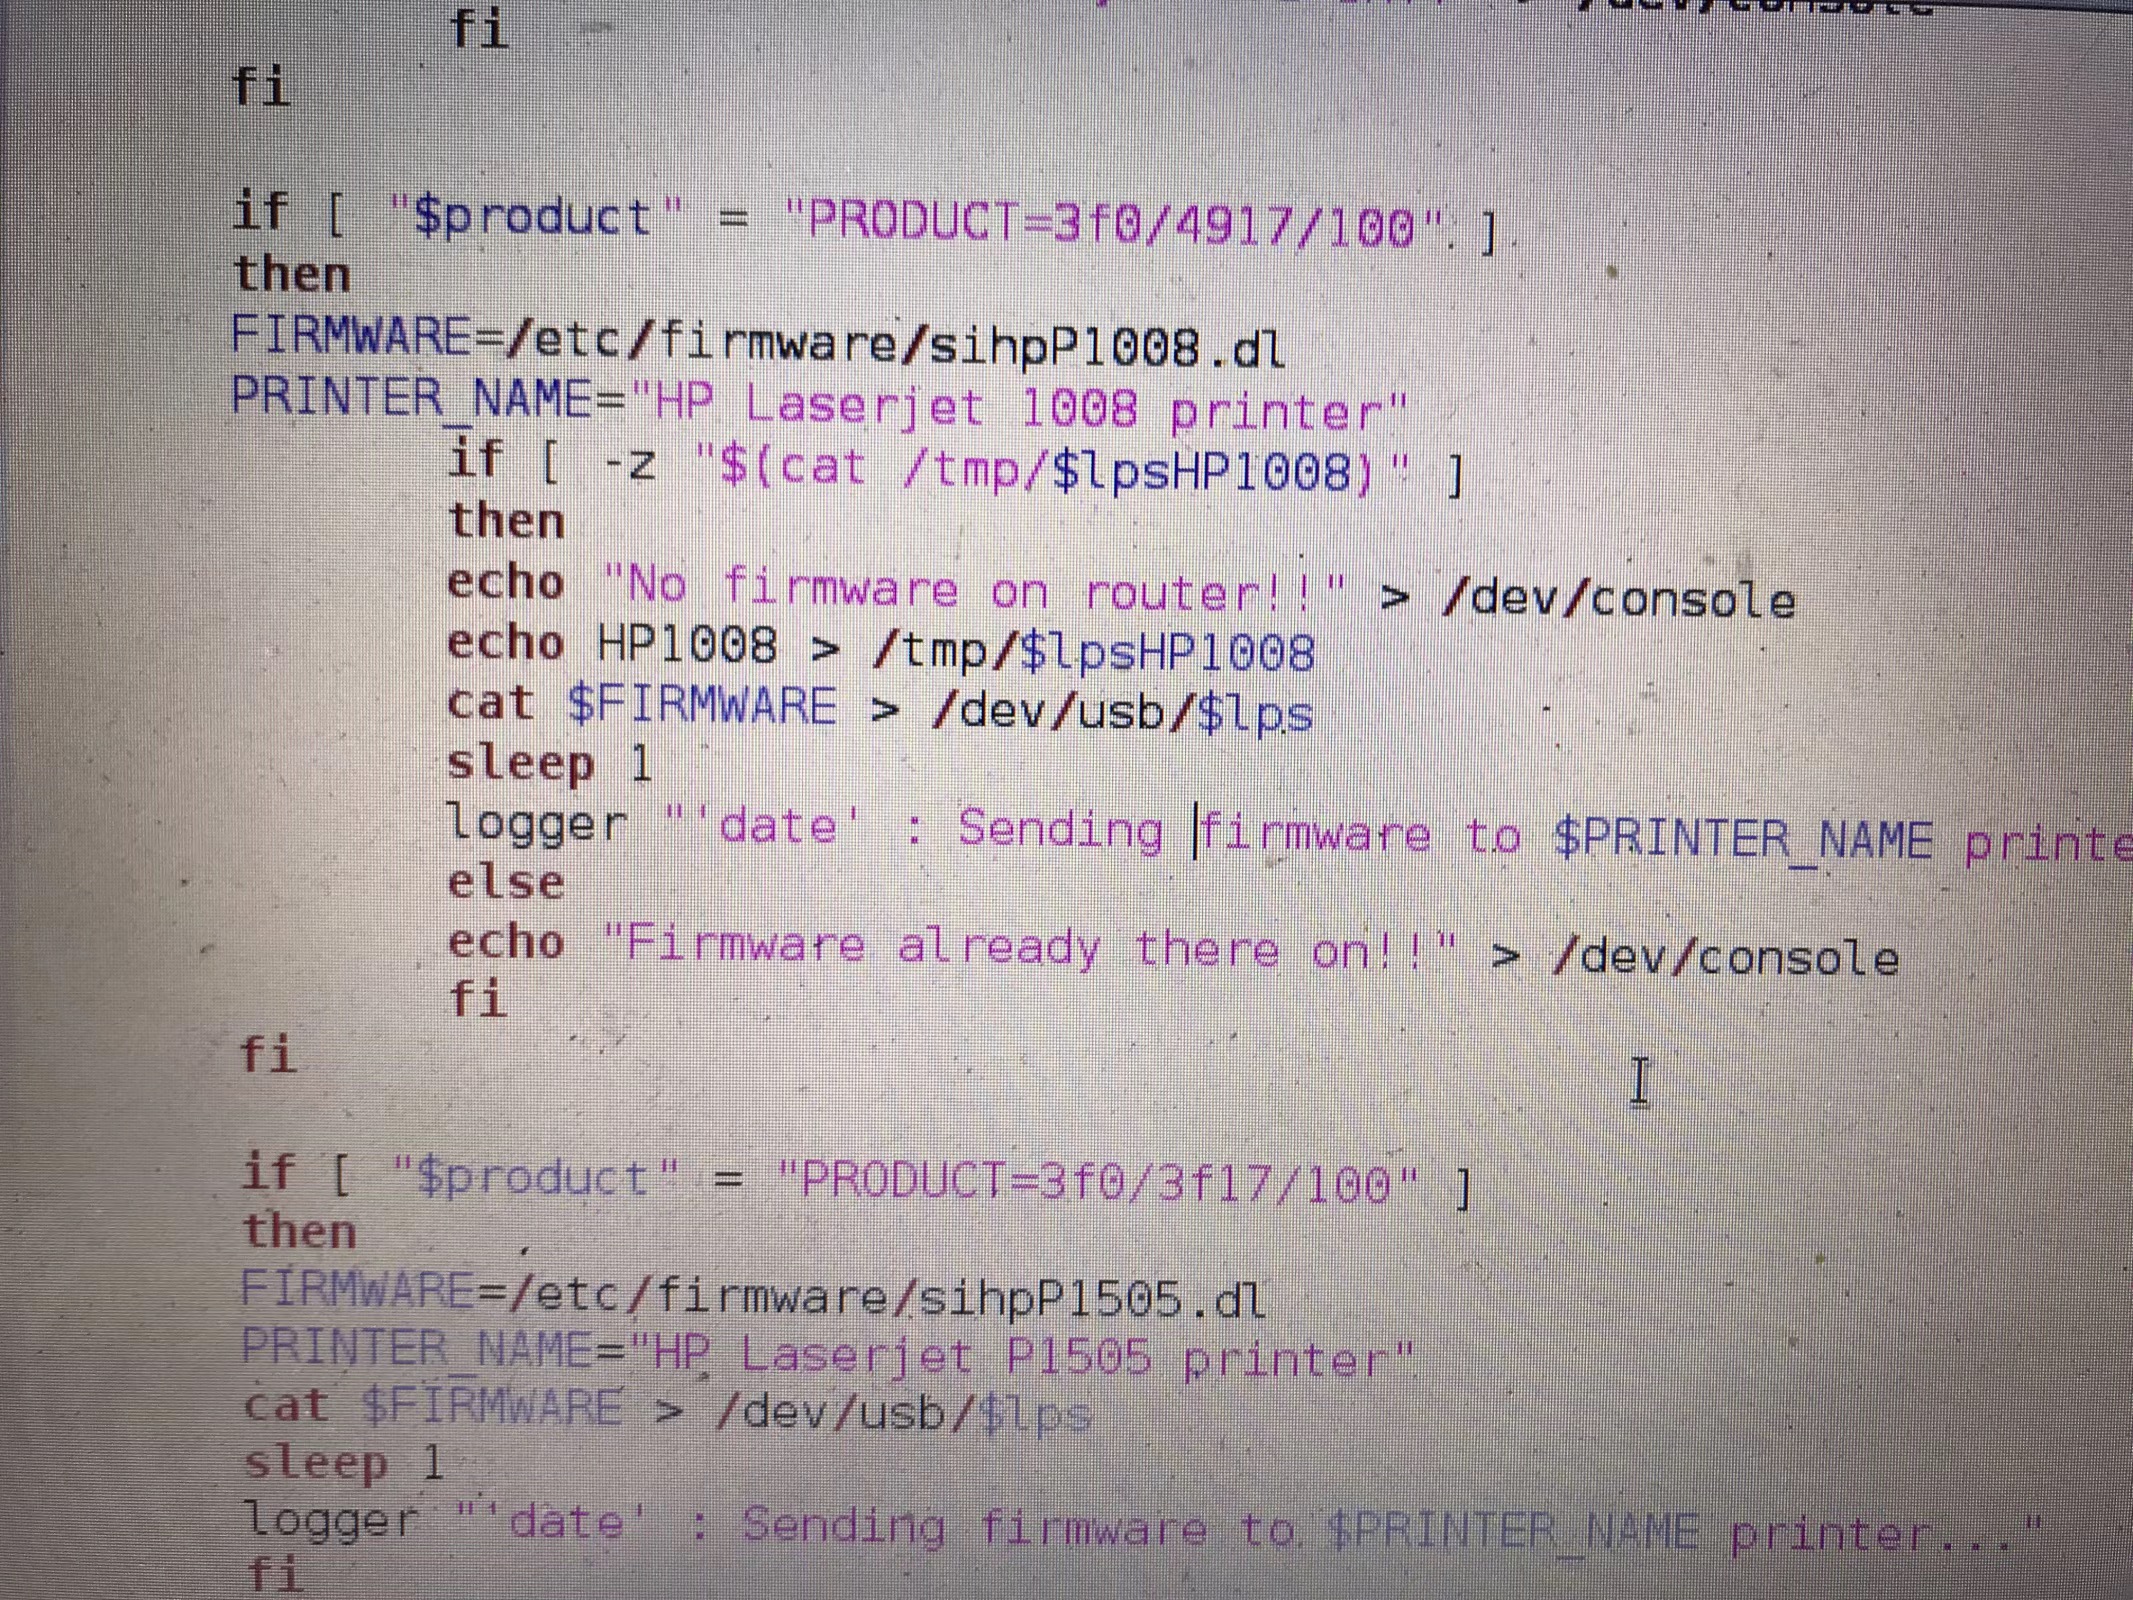 /dev/console
fi
fi
if [ "$product" = "PRODUCT=3f0/4917/100" ]
then
FIRMWARE=/etc/firmware/sihpP1008.dl
PRINTER_NAME="HP Laserjet 1008 printer"
if [ -z "$(cat /tmp/$lpsHP1008)" ]
then
echo "No firmware on router!!" > /dev/console
echo HP1008 > /tmp/$lpsHP1008
cat $FIRMWARE > /dev/usb/$lps
sleep 1
logger "'date' : Sending firmware to $PRINTER_NAME printe
else
echo "Firmware already there on!!" > /dev/console
fi
fi
if [ "$product" = "PRODUCT=3f0/3f17/100" ]
then
FIRMWARE=/etc/firmware/sihpP1505.dl
PRINTER_NAME="HP Laserjet P1505 printer"
cat $FIRMWARE > /dev/usb/$lps
sleep 1
logger "'date' : Sending firmware to $PRINTER_NAME printer..."
fi